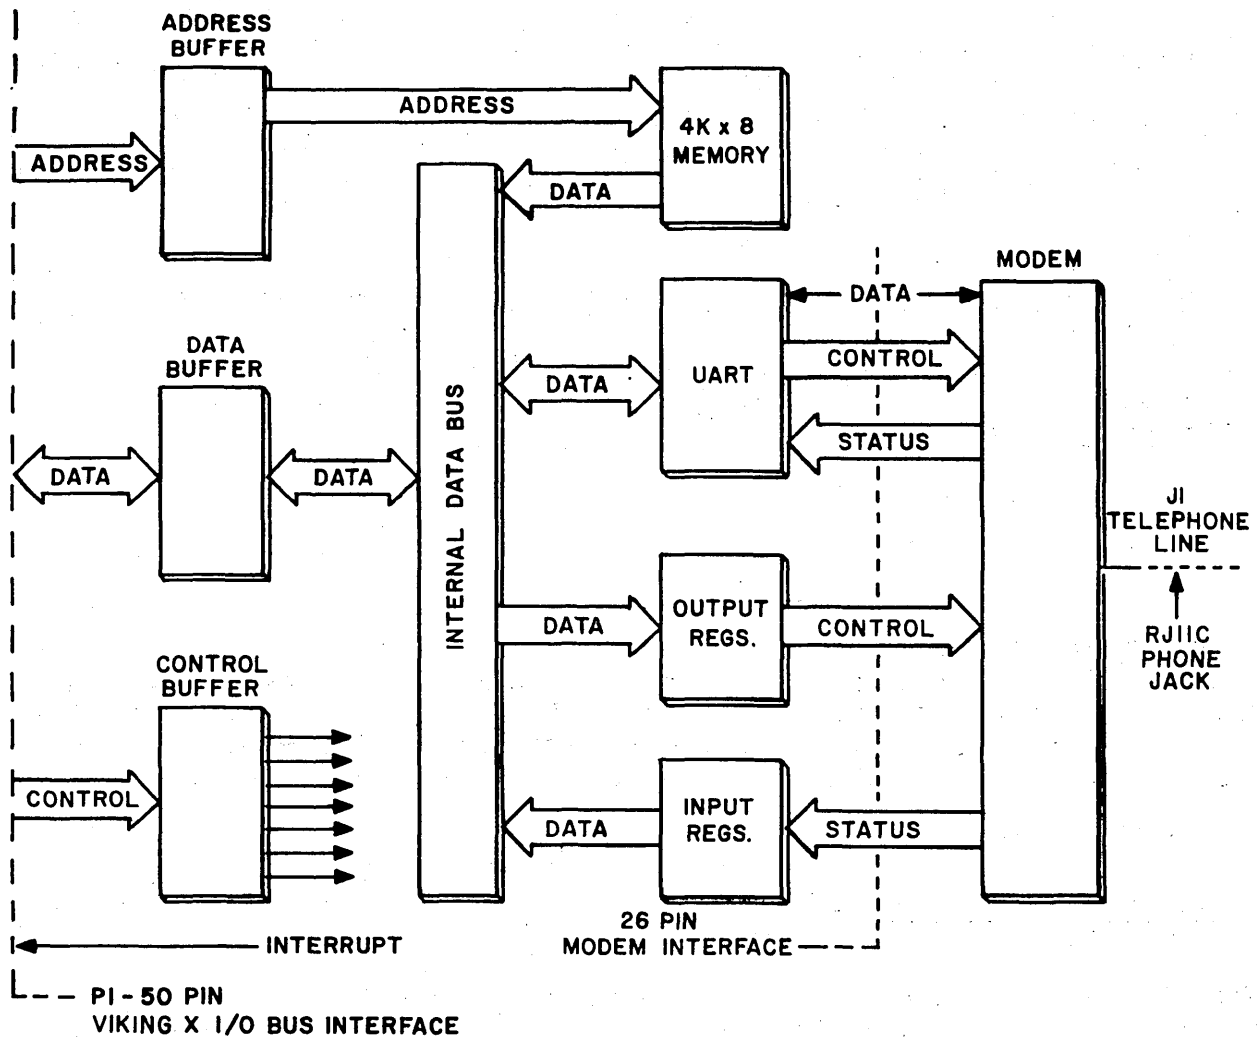 ADDRESS
BUFFER
ADDRESS
4K x 8
MEMORY
ADDRESS
DATA
MODEM
DATA
DATA
BUFFER
CONTROL
UART
DATA
INTERNAL DATA BUS
STATUS
DATA
DATA
J1
TELEPHONE
LINE
OUTPUT
REGS.
DATA
CONTROL
RJ11C
PHONE
JACK
CONTROL
BUFFER
CONTROL
INPUT
REGS.
DATA
STATUS
26 PIN
MODEM INTERFACE
INTERRUPT
P1-50 PIN
VIKING X I/O BUS INTERFACE